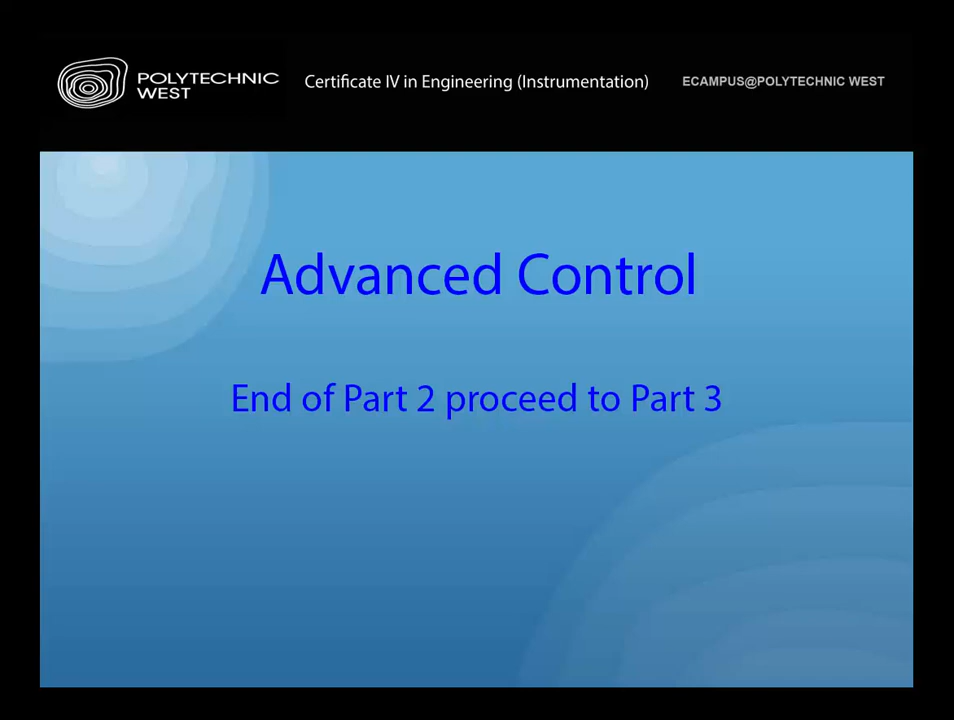 POLYTECHNIC
WEST
Certificate IV in Engineering (Instrumentation)
ECAMPUS@POLYTECHNIC WEST
Advanced Control
End of Part 2 proceed to Part 3